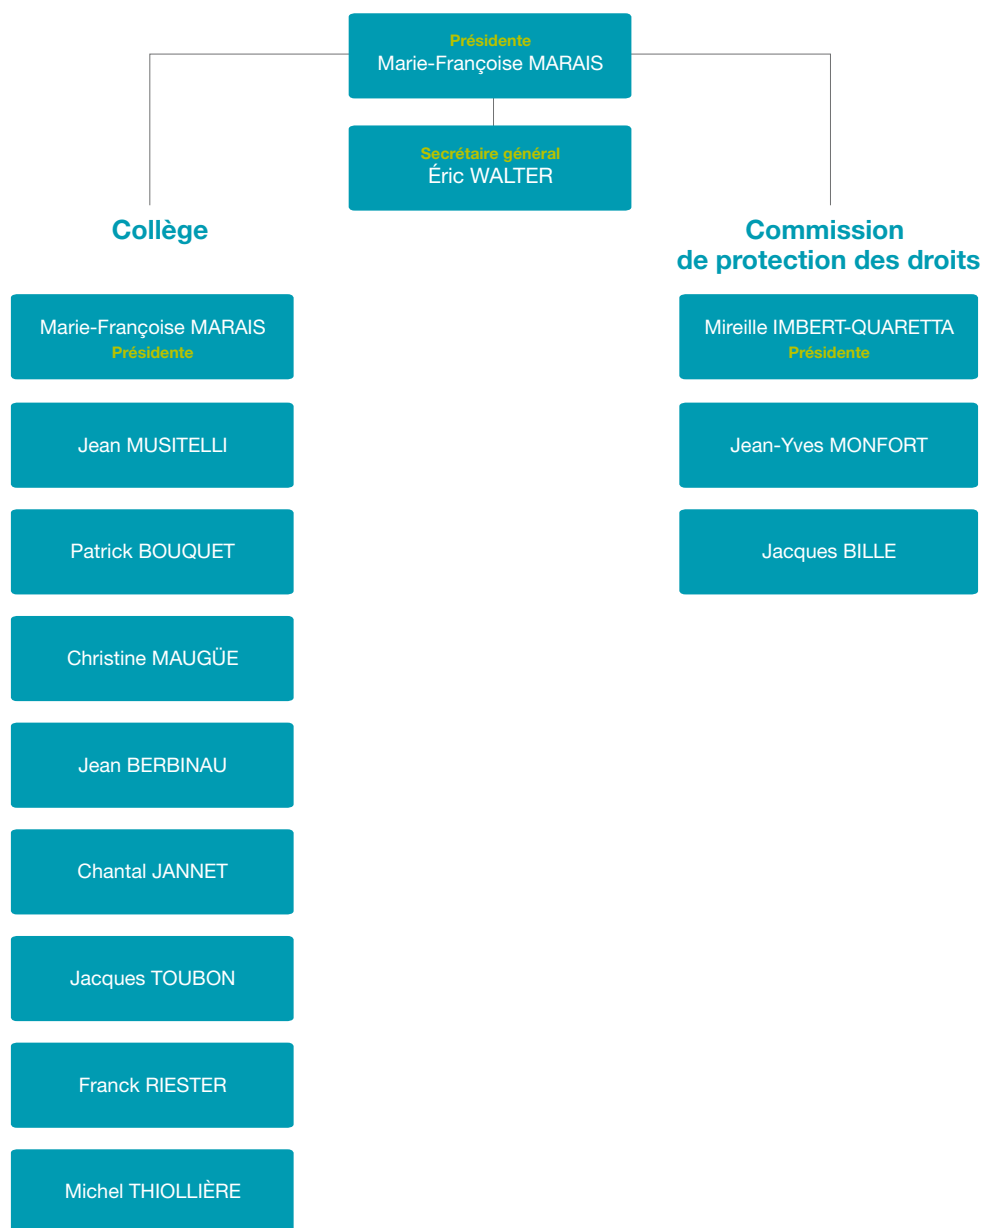 Présidente
Marie-Françoise MARAIS
Secrétaire général
Éric WALTER
Collège
Marie-Françoise MARAIS
Présidente
Jean MUSITELLI
Patrick BOUQUET
Christine MAUGÜE
Jean BERBINAU
Chantal JANNET
Jacques TOUBON
Franck RIESTER
Michel THIOLLIÈRE
Commission
de protection des droits
Mireille IMBERT-QUARETTA
Présidente
Jean-Yves MONFORT
Jacques BILLE